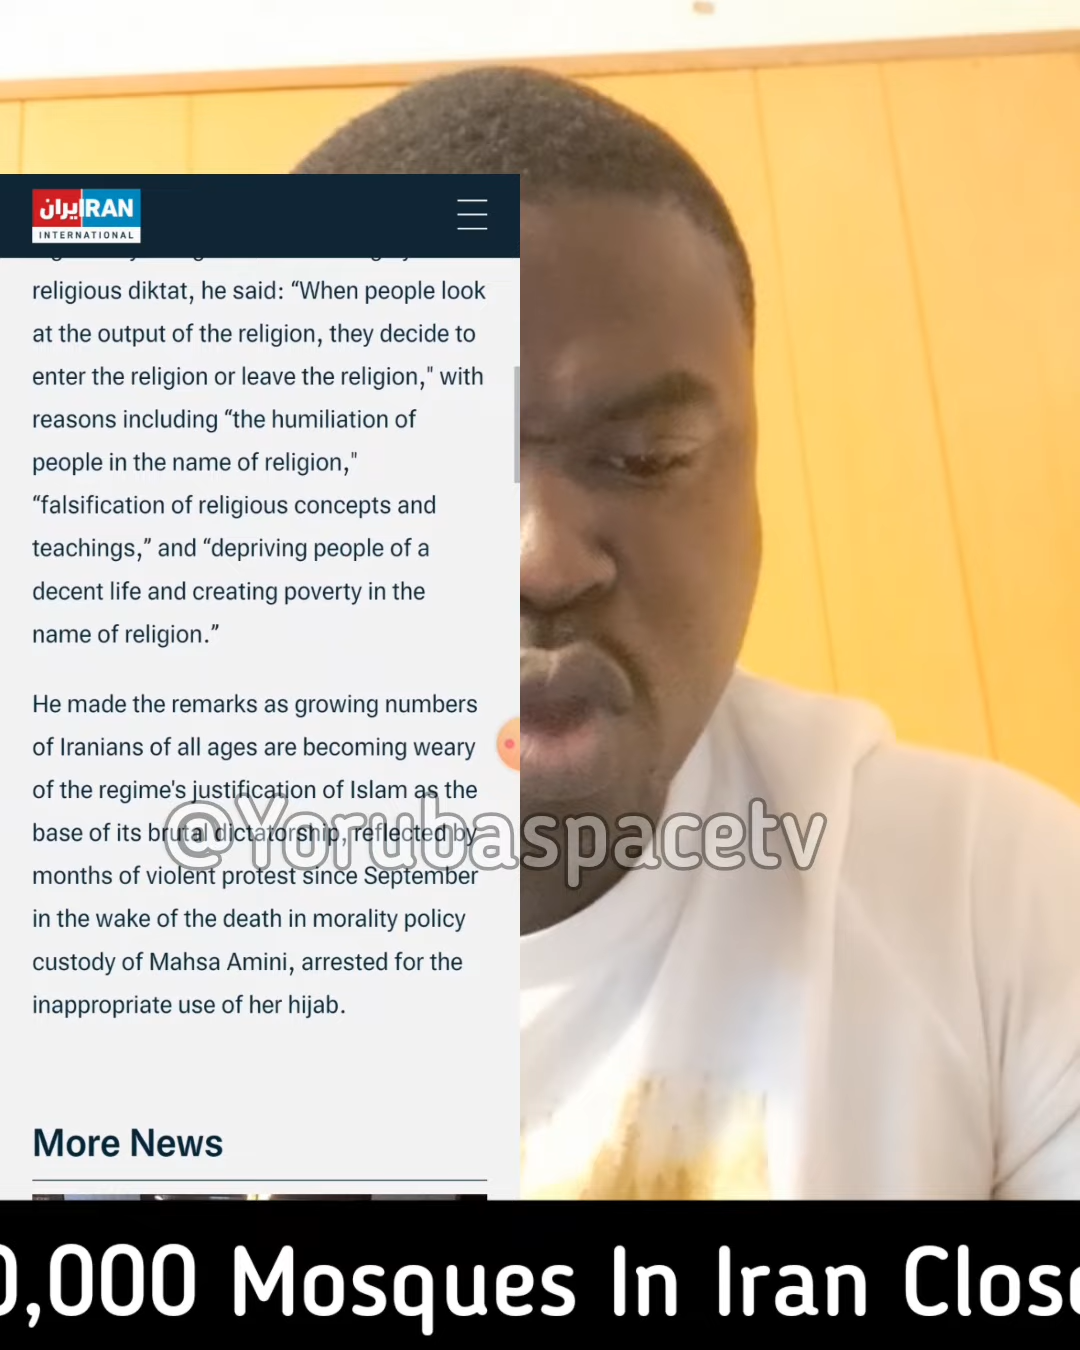 ایران IRAN
INTERNATIONAL
religious diktat, he said: “When people look
at the output of the religion, they decide to
enter the religion or leave the religion," with
reasons including “the humiliation of
people in the name of religion,"
“falsification of religious concepts and
teachings,” and “depriving people of a
decent life and creating poverty in the
name of religion.”
He made the remarks as growing numbers
of Iranians of all ages are becoming weary
of the regime's justification of Islam as the
base of its brutal dictatorship, reflected by
months of violent protest since September
in the wake of the death in morality policy
custody of Mahsa Amini, arrested for the
inappropriate use of her hijab.
@Yorubaspacetv
More News
0,000 Mosques In Iran Close